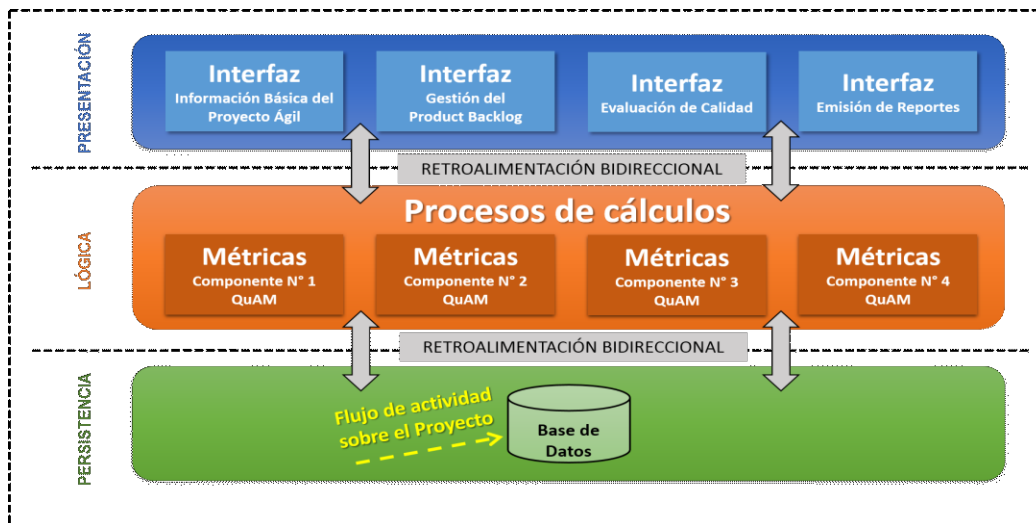 PRESENTACIÓN
Interfaz
Información Básica del
Proyecto Ágil
Interfaz
Gestión del
Product Backlog
Interfaz
Evaluación de Calidad
Interfaz
Emisión de Reportes
RETROALIMENTACIÓN BIDIRECCIONAL
LÓGICA
Procesos de cálculos
Métricas
Componente N° 1
QuAM
Métricas
Componente N° 2
QuAM
Métricas
Componente N° 3
QuAM
Métricas
Componente N° 4
QuAM
RETROALIMENTACIÓN BIDIRECCIONAL
PERSISTENCIA
Flujo de actividad
sobre el Proyecto
Base de
Datos